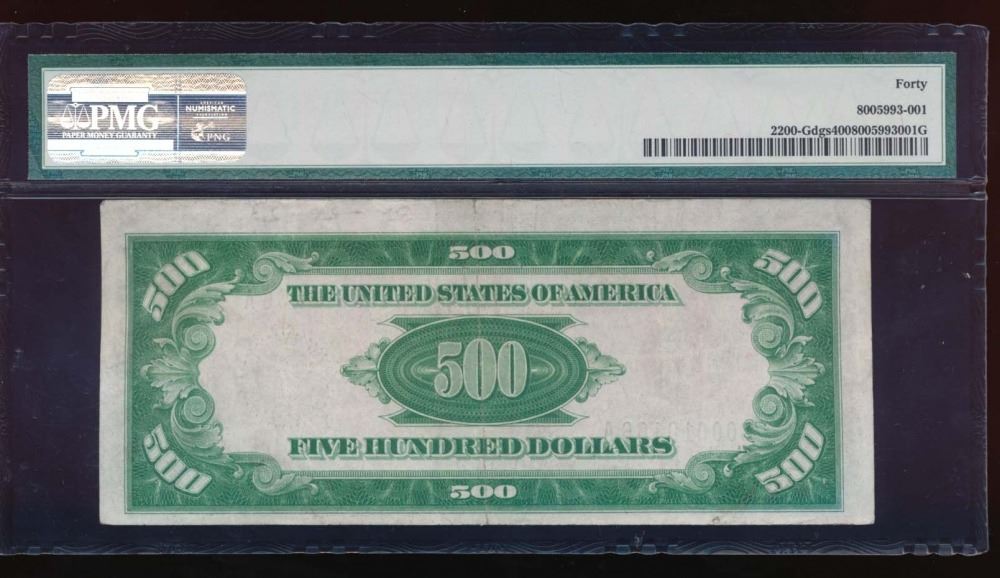 Forty
8005993-001
2200-Gdgs4008005993001G
PMG
PAPER MONEY GUARANTY
AMERICAN
NUMISMATIC
PNG
500
500
500
THE UNITED STATES OF AMERICA
500
FIVE HUNDRED DOLLARS
500
500
500